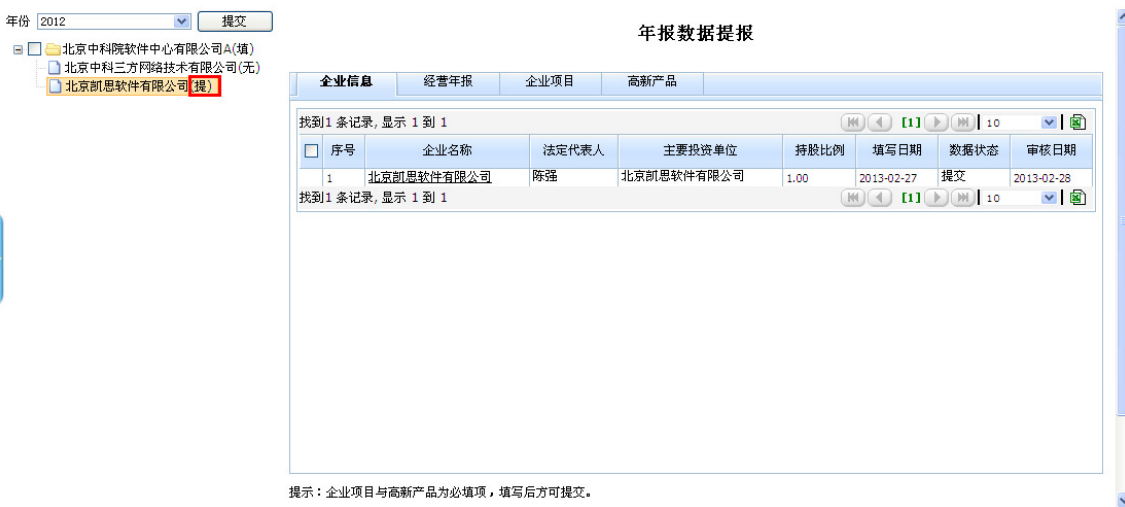 年份 2012 提交
北京中科院软件中心有限公司A(填)
北京中科三方网络技术有限公司(无)
北京凯思软件有限公司(提)
年报数据提报
企业信息 经营年报 企业项目 高新产品
找到1 条记录, 显示 1 到 1 [1] 10
序号 企业名称 法定代表人 主要投资单位 持股比例 填写日期 数据状态 审核日期
1 北京凯思软件有限公司 陈强 北京凯思软件有限公司 1.00 2013-02-27 提交 2013-02-28
找到1 条记录, 显示 1 到 1 [1] 10
提示：企业项目与高新产品为必填项，填写后方可提交。